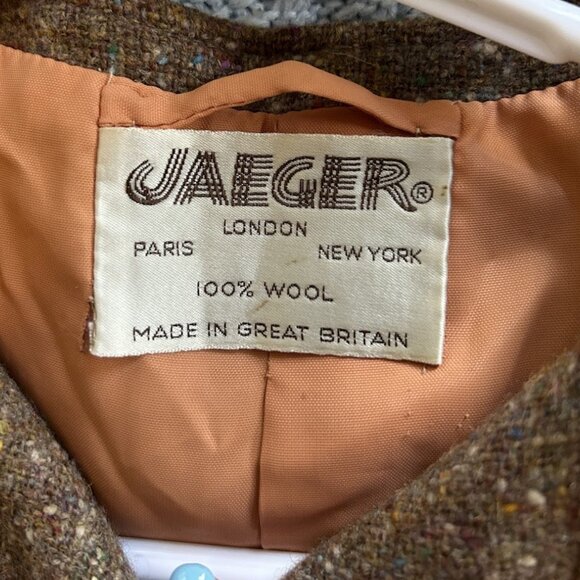 JAEGER®
LONDON
PARIS NEW YORK
100% WOOL
MADE IN GREAT BRITAIN